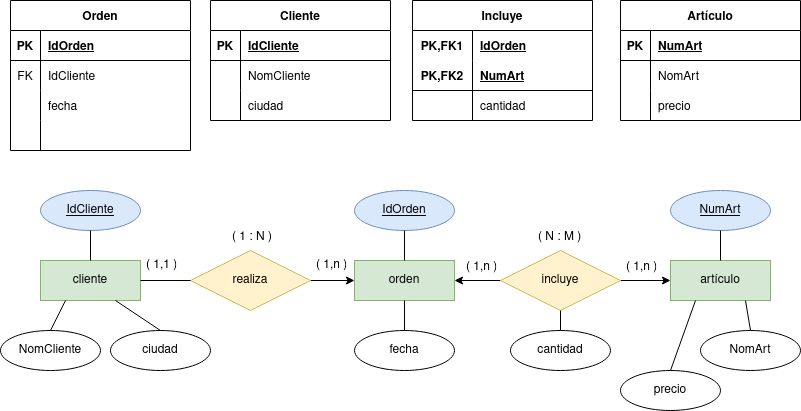 Orden
PK IdOrden
FK IdCliente
fecha
Cliente
PK IdCliente
NomCliente
ciudad
Incluye
PK,FK1 IdOrden
PK,FK2 NumArt
cantidad
Artículo
PK NumArt
NomArt
precio
IdCliente IdOrden NumArt
( 1 : N ) ( N : M )
cliente ( 1,1 ) realiza ( 1,n ) orden ( 1,n ) incluye ( 1,n ) artículo
NomCliente ciudad fecha cantidad NomArt
precio